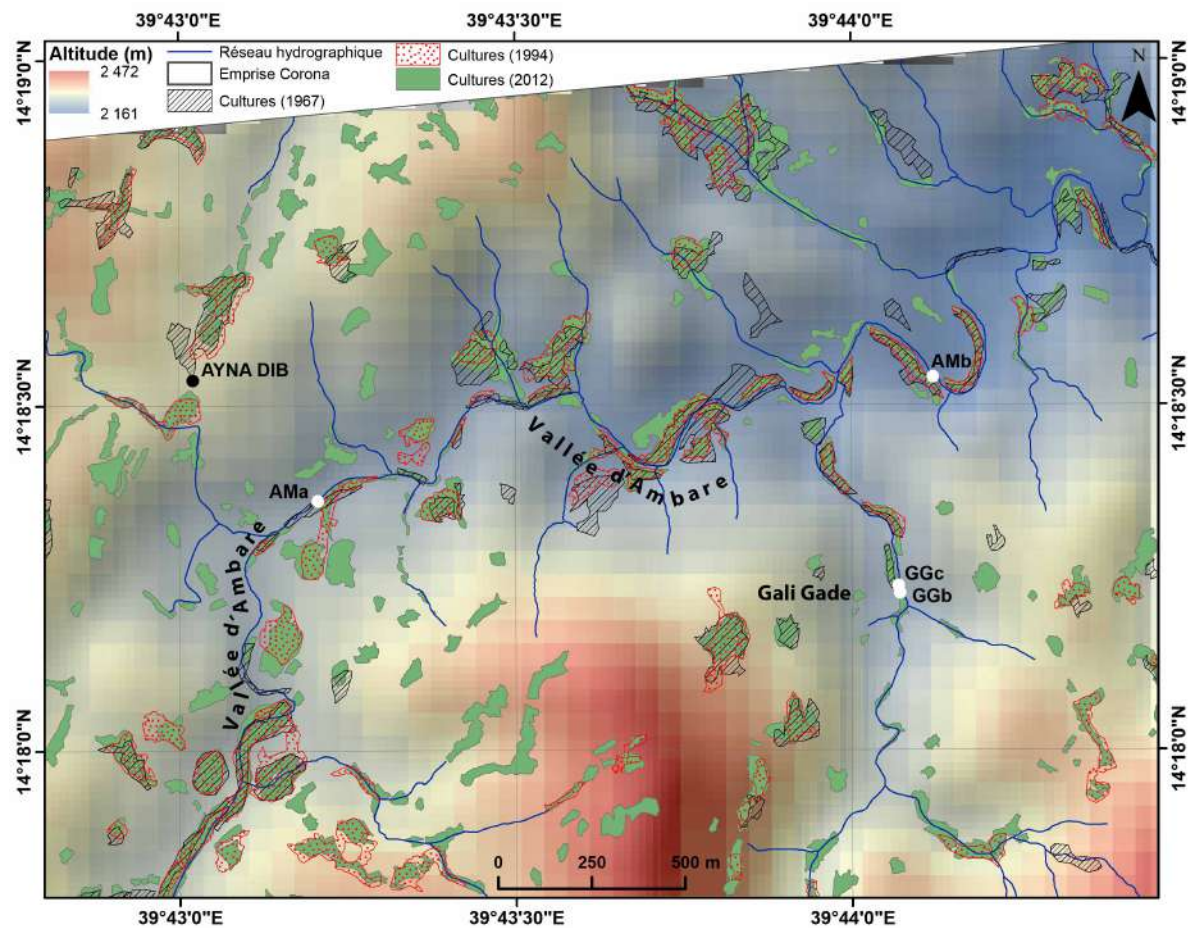 39°43'0"E
39°43'30"E
39°44'0"E
Altitude (m)
2 472
2 161
Réseau hydrographique
Emprise Corona
Cultures (1967)
Cultures (1994)
Cultures (2012)
N
14°19'0"N
14°19'0"N
AYNA DIB
AMb
14°18'30"N
14°18'30"N
Vallée d'Ambare
AMa
Vallée d'Ambare
GGc
Gali Gade
GGb
14°18'0"N
14°18'0"N
0 250 500 m
39°43'0"E
39°43'30"E
39°44'0"E